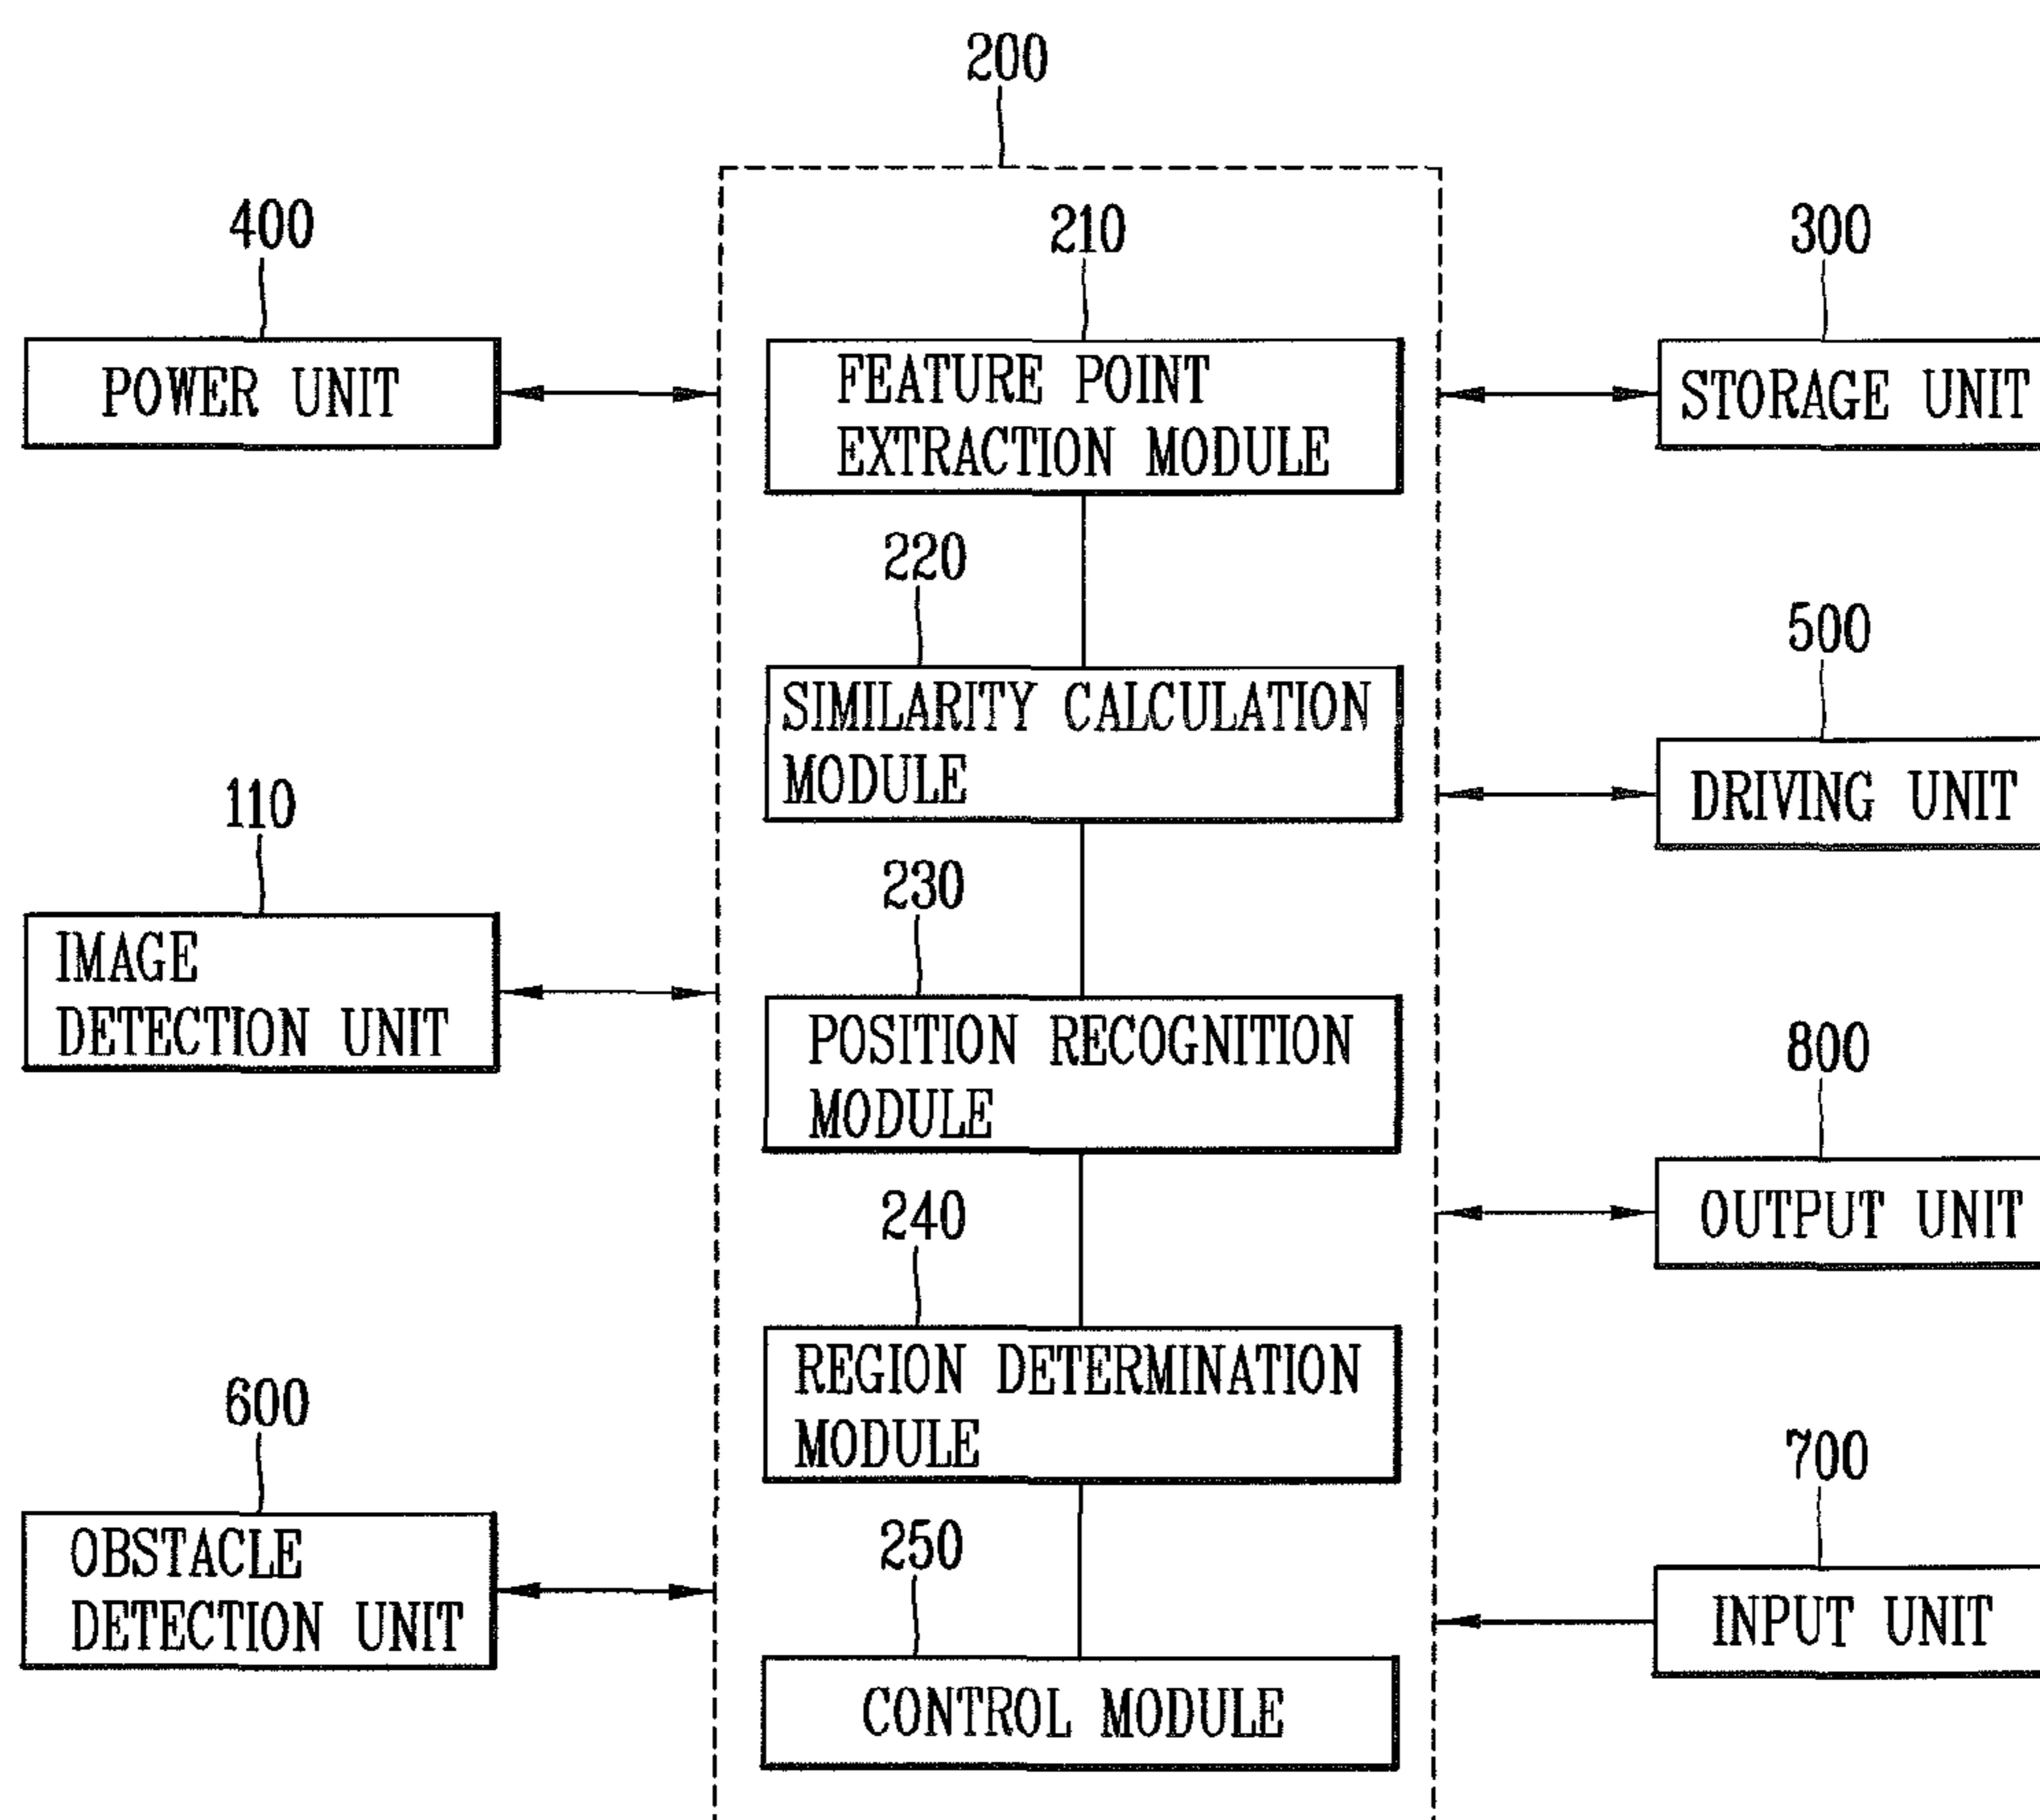 200
400
POWER UNIT
110
IMAGE
DETECTION UNIT
600
OBSTACLE
DETECTION UNIT
210
FEATURE POINT
EXTRACTION MODULE
220
SIMILARITY CALCULATION
MODULE
230
POSITION RECOGNITION
MODULE
240
REGION DETERMINATION
MODULE
250
CONTROL MODULE
300
STORAGE UNIT
500
DRIVING UNIT
800
OUTPUT UNIT
700
INPUT UNIT